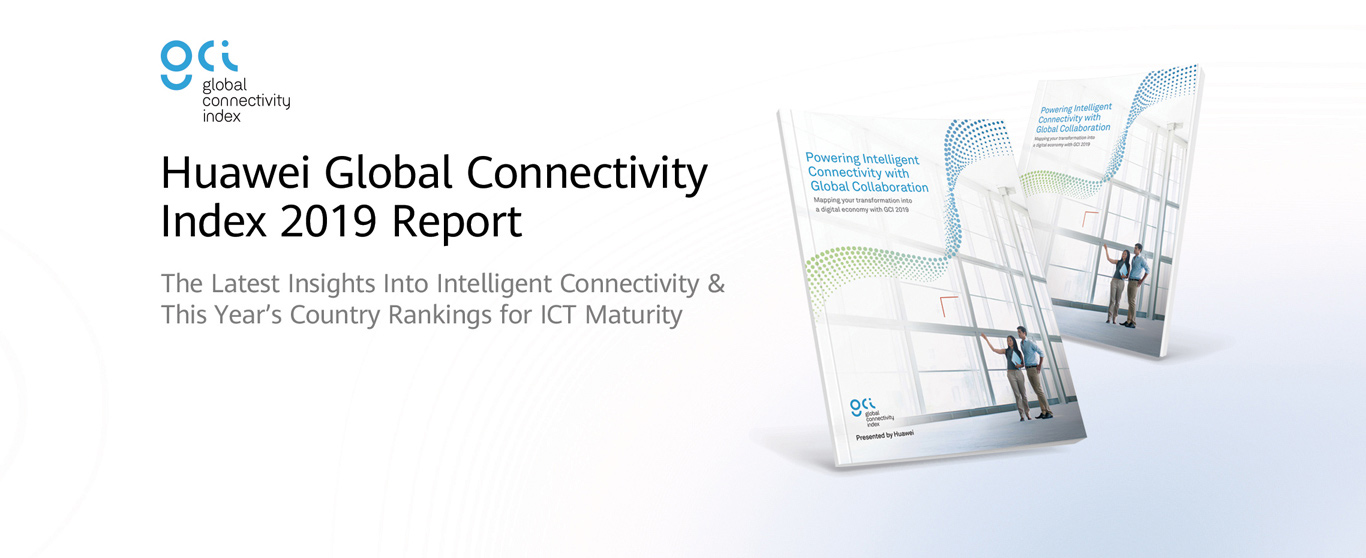 gci
global
connectivity
index
Huawei Global Connectivity
Index 2019 Report
The Latest Insights Into Intelligent Connectivity &
This Year's Country Rankings for ICT Maturity
Powering Intelligent
Connectivity with
Global Collaboration
Mapping your transformation into
a digital economy with GCI 2019
gci
global
connectivity
index
Presented by Huawei
Powering Intelligent
Connectivity with
Global Collaboration
Mapping your transformation into
a digital economy with GCI 2019